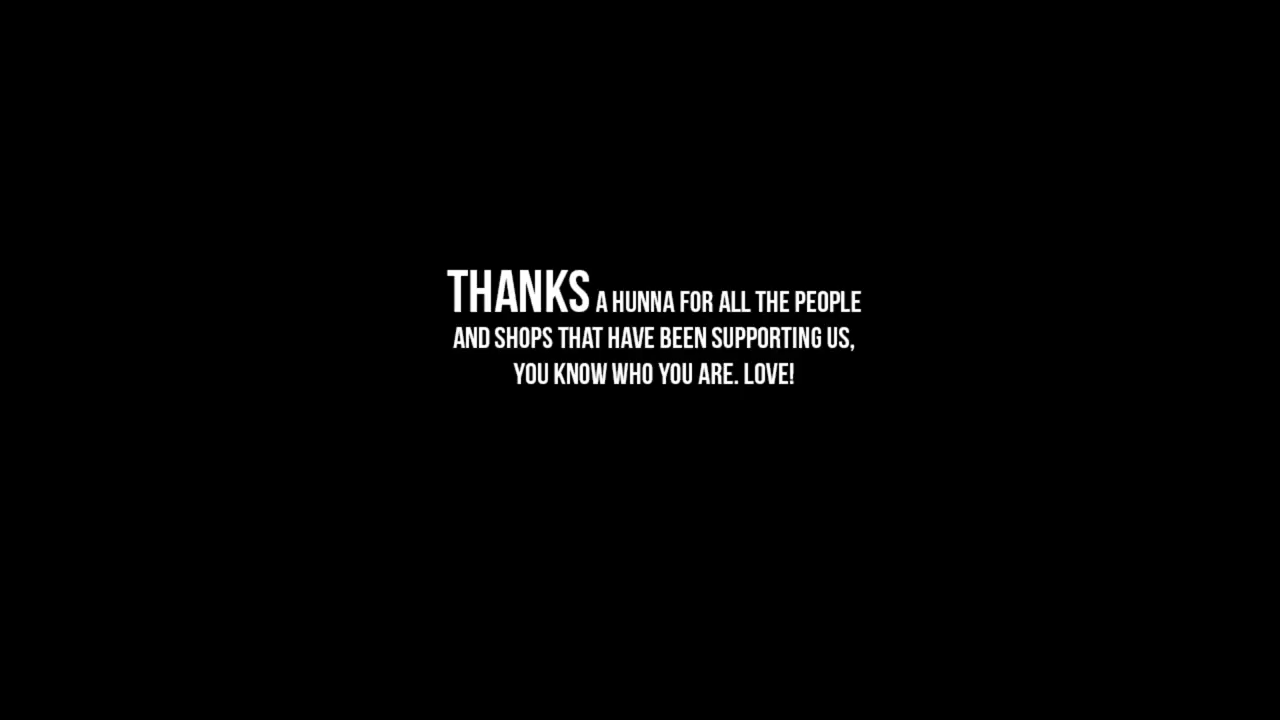 THANKS A HUNNA FOR ALL THE PEOPLE
AND SHOPS THAT HAVE BEEN SUPPORTING US,
YOU KNOW WHO YOU ARE. LOVE!